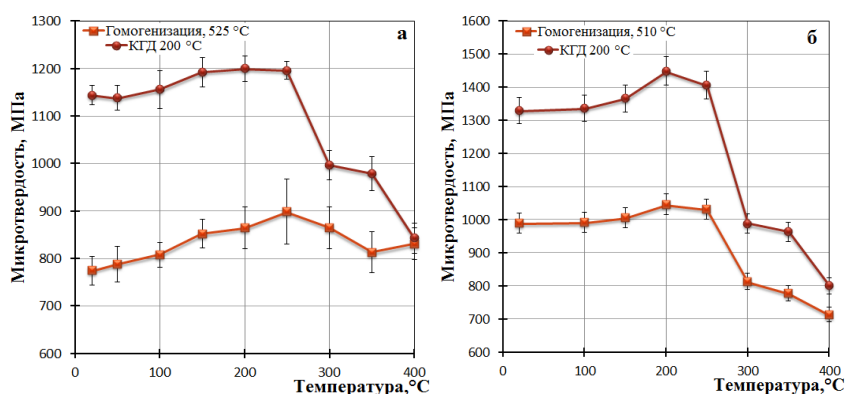 Гомогенизация, 525 °C
КГД 200 °C
а
Микротвердость, МПа
1300
1200
1100
1000
900
800
700
600
0
100
200
300
400
Температура,°C
Гомогенизация, 510 °C
КГД 200 °C
б
Микротвердость, МПа
1600
1500
1400
1300
1200
1100
1000
900
800
700
600
0
100
200
300
400
Температура,°C